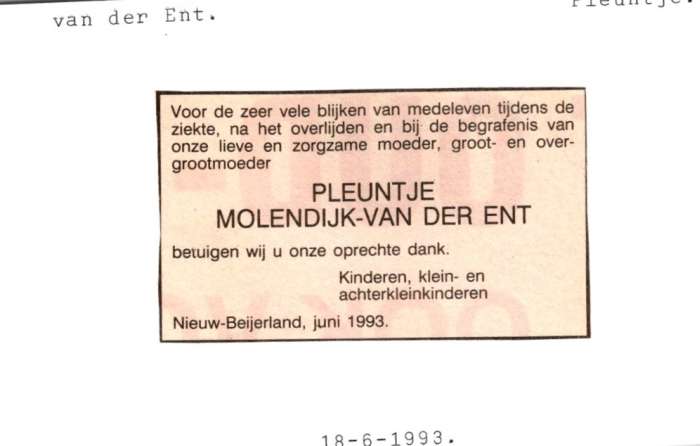 van der Ent.
Pleuntje.
Voor de zeer vele blijken van medeleven tijdens de
ziekte, na het overlijden en bij de begrafenis van
onze lieve en zorgzame moeder, groot- en over-
grootmoeder
PLEUNTJE
MOLENDIJK-VAN DER ENT
betuigen wij u onze oprechte dank.
Kinderen, klein- en
achterkleinkinderen
Nieuw-Beijerland, juni 1993.
18-6-1993.